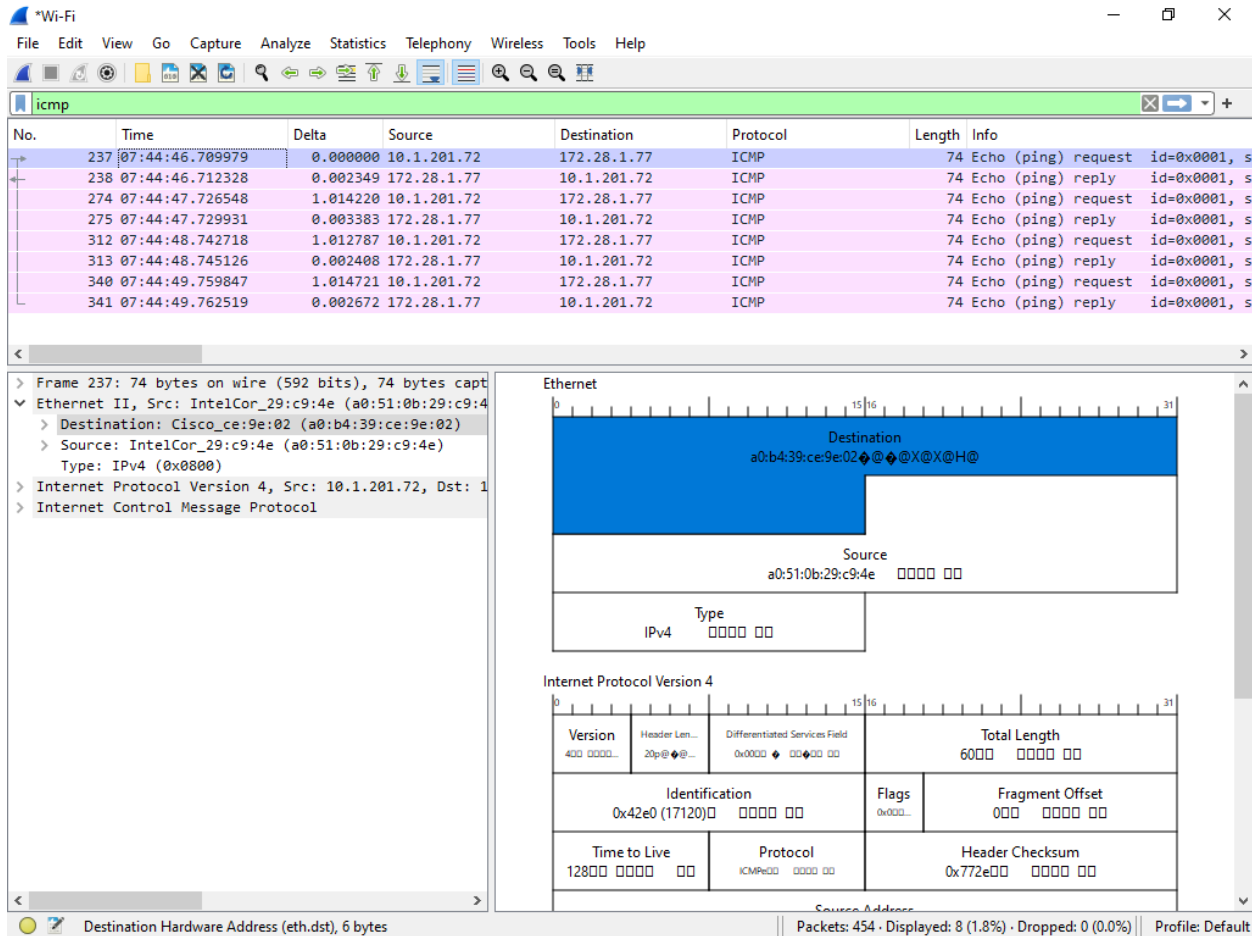 *Wi-Fi
File Edit View Go Capture Analyze Statistics Telephony Wireless Tools Help
icmp
No. Time Delta Source Destination Protocol Length Info
237 07:44:46.709979 0.000000 10.1.201.72 172.28.1.77 ICMP 74 Echo (ping) request id=0x0001, s
238 07:44:46.712328 0.002349 172.28.1.77 10.1.201.72 ICMP 74 Echo (ping) reply id=0x0001, s
274 07:44:47.726548 1.014220 10.1.201.72 172.28.1.77 ICMP 74 Echo (ping) request id=0x0001, s
275 07:44:47.729931 0.003383 172.28.1.77 10.1.201.72 ICMP 74 Echo (ping) reply id=0x0001, s
312 07:44:48.742718 1.012787 10.1.201.72 172.28.1.77 ICMP 74 Echo (ping) request id=0x0001, s
313 07:44:48.745126 0.002408 172.28.1.77 10.1.201.72 ICMP 74 Echo (ping) reply id=0x0001, s
340 07:44:49.759847 1.014721 10.1.201.72 172.28.1.77 ICMP 74 Echo (ping) request id=0x0001, s
341 07:44:49.762519 0.002672 172.28.1.77 10.1.201.72 ICMP 74 Echo (ping) reply id=0x0001, s
Frame 237: 74 bytes on wire (592 bits), 74 bytes capt
Ethernet II, Src: IntelCor_29:c9:4e (a0:51:0b:29:c9:4
Destination: Cisco_ce:9e:02 (a0:b4:39:ce:9e:02)
Source: IntelCor_29:c9:4e (a0:51:0b:29:c9:4e)
Type: IPv4 (0x0800)
Internet Protocol Version 4, Src: 10.1.201.72, Dst: 1
Internet Control Message Protocol
Ethernet
0 15 16 31
Destination
a0:b4:39:ce:9e:02�@�@X@X@H@
Source
a0:51:0b:29:c9:4e
Type
IPv4
Internet Protocol Version 4
0 15 16 31
Version Header Len... Differentiated Services Field Total Length
4 20p@�@... 0x00 60
Identification Flags Fragment Offset
0x42e0 (17120) 0x0 0
Time to Live Protocol Header Checksum
128 ICMPe 0x772e
Source Address
Destination Hardware Address (eth.dst), 6 bytes
Packets: 454 · Displayed: 8 (1.8%) · Dropped: 0 (0.0%)
Profile: Default